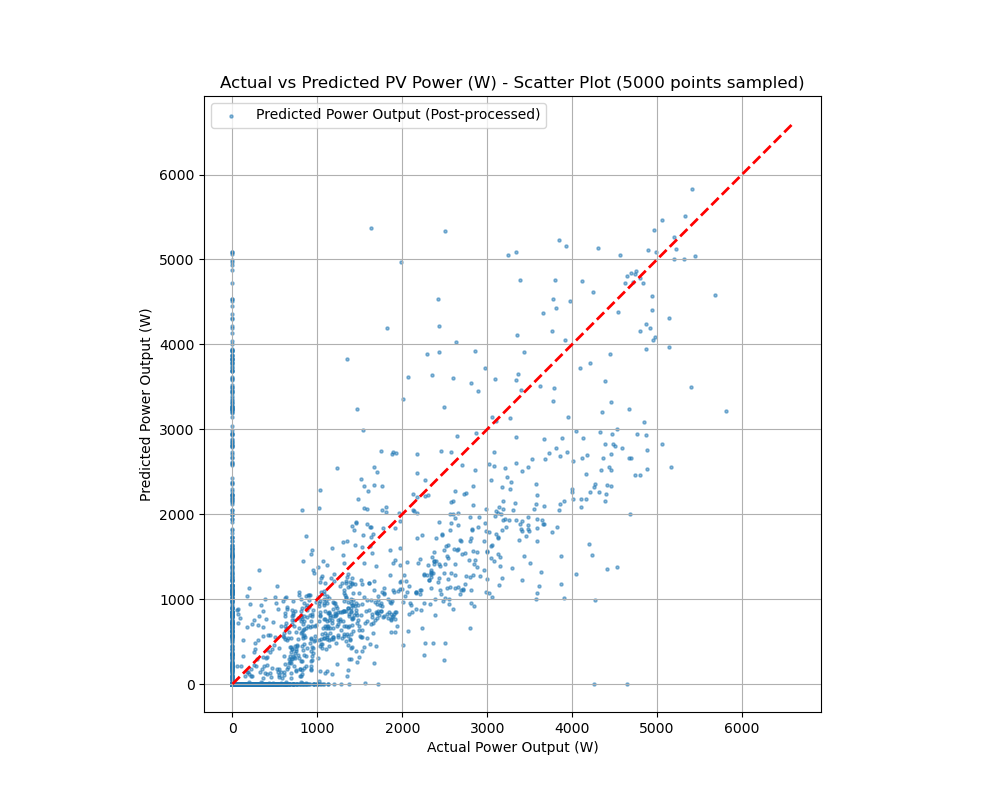 Actual vs Predicted PV Power (W) - Scatter Plot (5000 points sampled)
Predicted Power Output (Post-processed)
Predicted Power Output (W)
6000
5000
4000
3000
2000
1000
0
0 1000 2000 3000 4000 5000 6000
Actual Power Output (W)